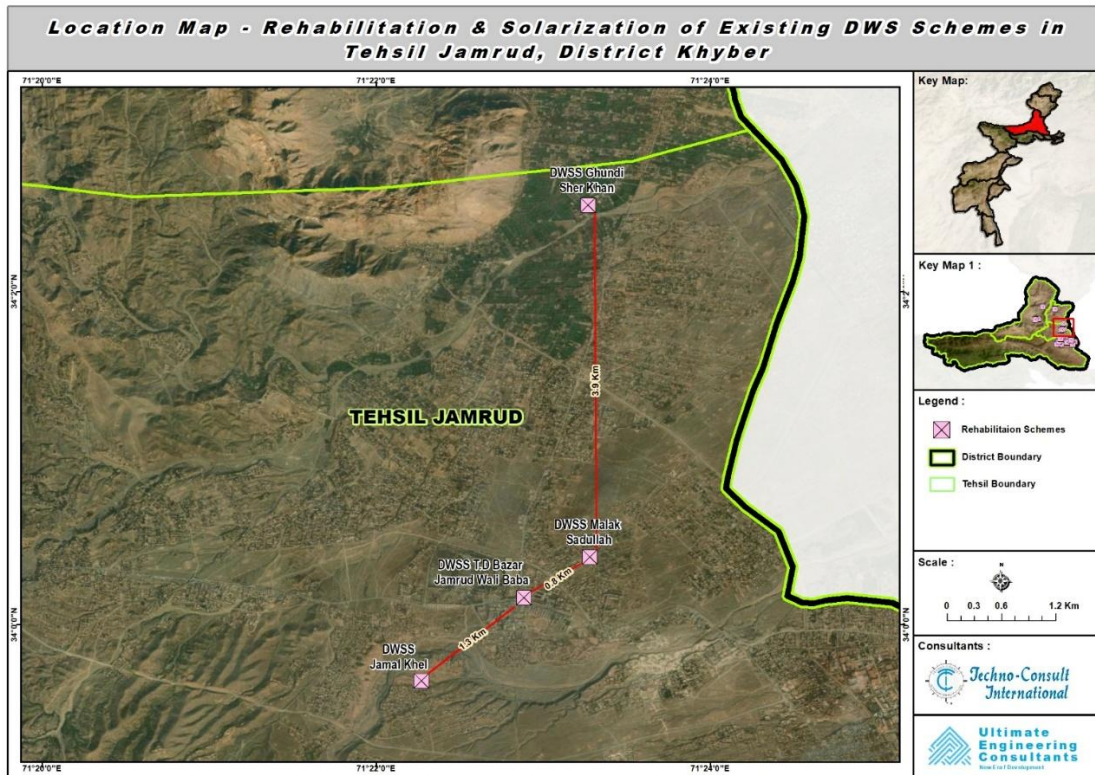 Location Map - Rehabilitation & Solarization of Existing DWS Schemes in
Tehsil Jamrud, District Khyber
71°20'0"E
71°22'0"E
71°24'0"E
34°2'0"N
34°2'
DWSS Ghundi
Sher Khan
3.9 Km
TEHSIL JAMRUD
DWSS Malak
Sadullah
DWSS T.D Bazar
Jamrud Wali Baba
0.8 Km
1.3 Km
DWSS
Jamal Khel
34°0'0"N
34°0'0"N
71°20'0"E
71°22'0"E
71°24'0"E
Key Map:
Key Map 1 :
Legend :
Rehabilitaion Schemes
District Boundary
Tehsil Boundary
Scale :
N
0 0.3 0.6 1.2 Km
Consultants :
Techno-Consult
International
Ultimate
Engineering
Consultants
New Era of Development